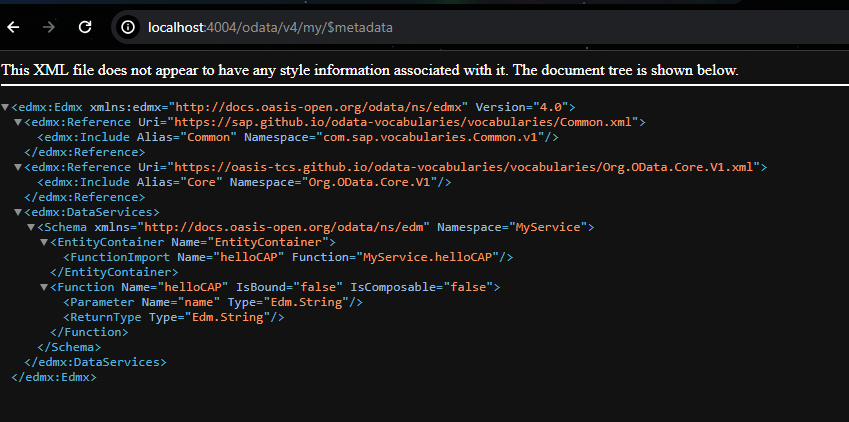 localhost:4004/odata/v4/my/$metadata
This XML file does not appear to have any style information associated with it. The document tree is shown below.
<edmx:Edmx xmlns:edmx="http://docs.oasis-open.org/odata/ns/edmx" Version="4.0">
<edmx:Reference Uri="https://sap.github.io/odata-vocabularies/vocabularies/Common.xml">
<edmx:Include Alias="Common" Namespace="com.sap.vocabularies.Common.v1"/>
</edmx:Reference>
<edmx:Reference Uri="https://oasis-tcs.github.io/odata-vocabularies/vocabularies/Org.OData.Core.V1.xml">
<edmx:Include Alias="Core" Namespace="Org.OData.Core.V1"/>
</edmx:Reference>
<edmx:DataServices>
<Schema xmlns="http://docs.oasis-open.org/odata/ns/edm" Namespace="MyService">
<EntityContainer Name="EntityContainer">
<FunctionImport Name="helloCAP" Function="MyService.helloCAP"/>
</EntityContainer>
<Function Name="helloCAP" IsBound="false" IsComposable="false">
<Parameter Name="name" Type="Edm.String"/>
<ReturnType Type="Edm.String"/>
</Function>
</Schema>
</edmx:DataServices>
</edmx:Edmx>